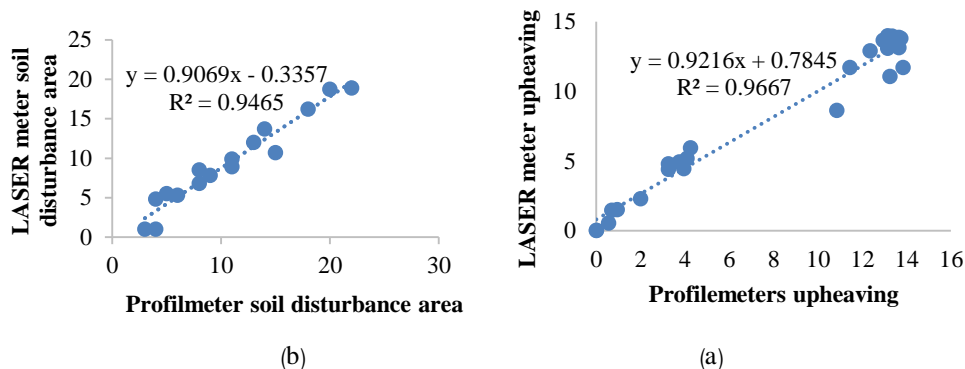 LASER meter soil
disturbance area
25
20
15
10
5
0
y = 0.9069x - 0.3357
R² = 0.9465
0
10
20
30
Profilmeter soil disturbance area
(b)
LASER meter upheaving
15
10
5
0
y = 0.9216x + 0.7845
R² = 0.9667
0
2
4
6
8
10
12
14
16
Profilemeters upheaving
(a)